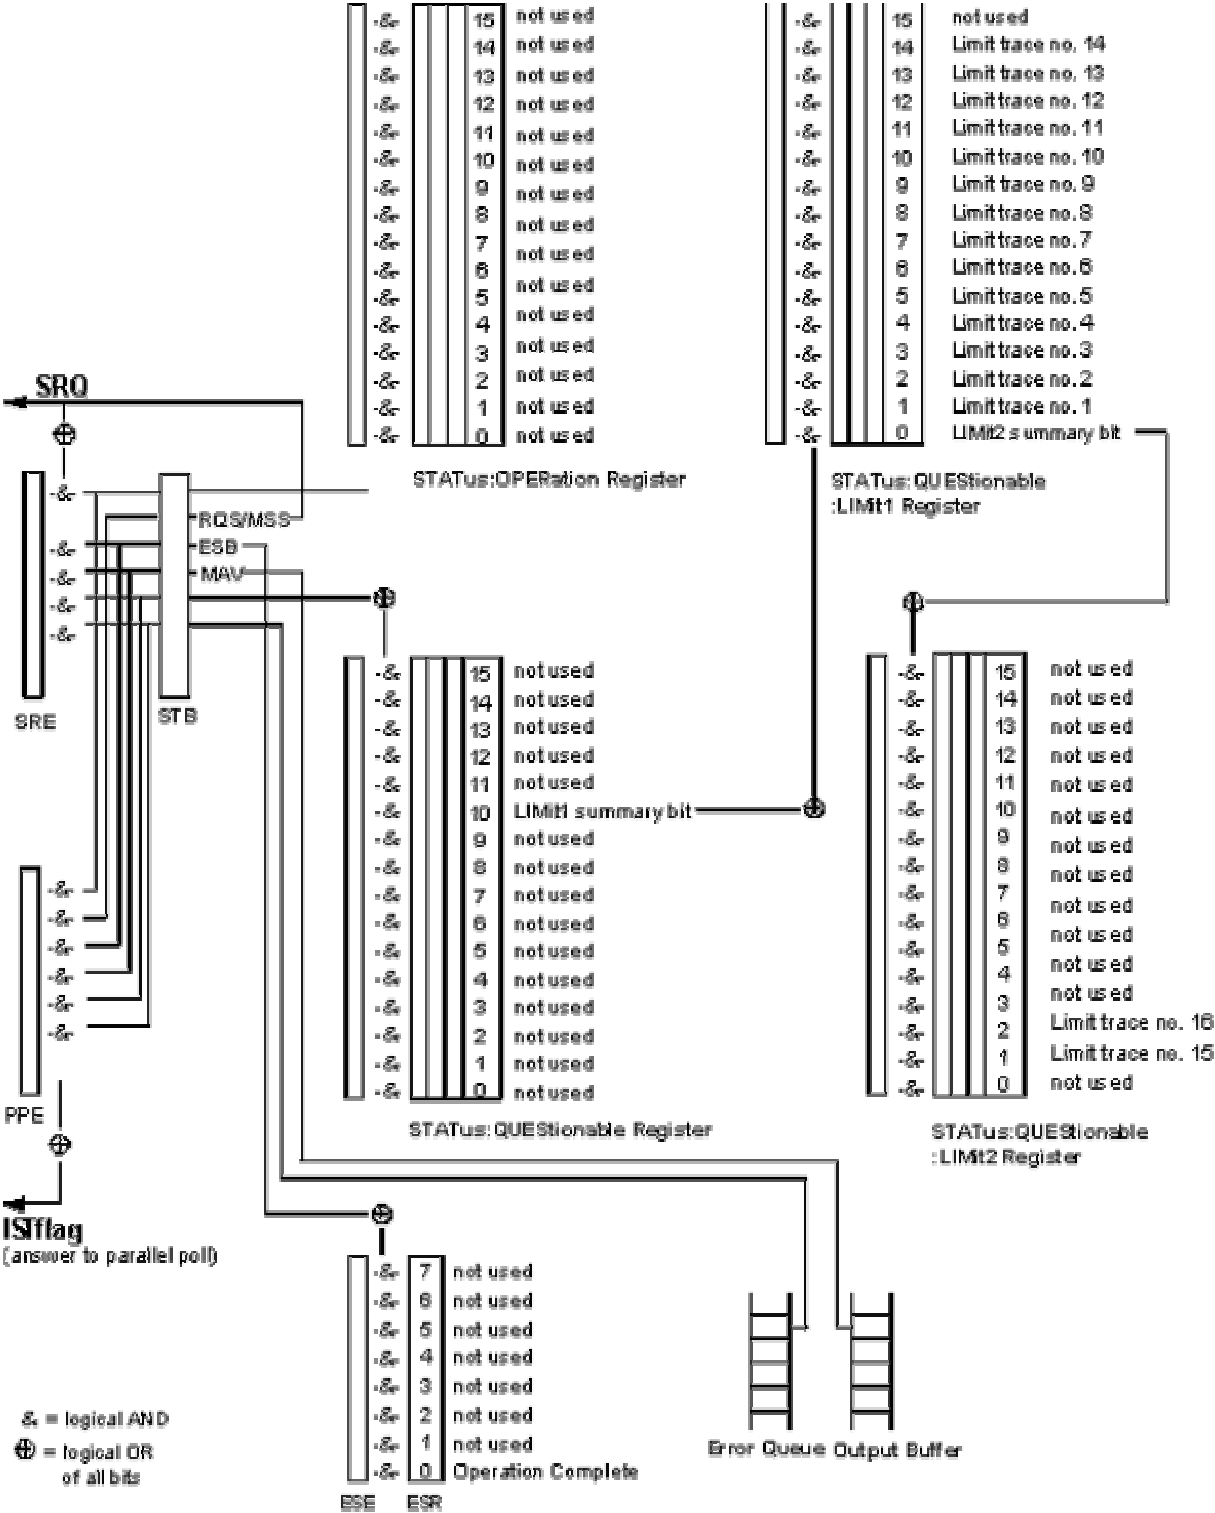 -&- 15 not used
-&- 14 not used
-&- 13 not used
-&- 12 not used
-&- 11 not used
-&- 10 not used
-&- 9 not used
-&- 8 not used
-&- 7 not used
-&- 6 not used
-&- 5 not used
-&- 4 not used
-&- 3 not used
-&- 2 not used
-&- 1 not used
-&- 0 not used
STATus:OPERation Register
-&- 15 not used
-&- 14 Limit trace no. 14
-&- 13 Limit trace no. 13
-&- 12 Limit trace no. 12
-&- 11 Limit trace no. 11
-&- 10 Limit trace no. 10
-&- 9 Limit trace no. 9
-&- 8 Limit trace no. 8
-&- 7 Limit trace no. 7
-&- 6 Limit trace no. 6
-&- 5 Limit trace no. 5
-&- 4 Limit trace no. 4
-&- 3 Limit trace no. 3
-&- 2 Limit trace no. 2
-&- 1 Limit trace no. 1
-&- 0 LIMit2 summary bit
STATus:QUEStionable
:LIMit1 Register
SRQ
-&-
RQS/MSS
-&- ESB
-&- MAV
-&-
-&-
SRE
STB
-&- 15 not used
-&- 14 not used
-&- 13 not used
-&- 12 not used
-&- 11 not used
-&- 10 LIMit1 summary bit
-&- 9 not used
-&- 8 not used
-&- 7 not used
-&- 6 not used
-&- 5 not used
-&- 4 not used
-&- 3 not used
-&- 2 not used
-&- 1 not used
-&- 0 not used
STATus:QUEStionable Register
-&- 15 not used
-&- 14 not used
-&- 13 not used
-&- 12 not used
-&- 11 not used
-&- 10 not used
-&- 9 not used
-&- 8 not used
-&- 7 not used
-&- 6 not used
-&- 5 not used
-&- 4 not used
-&- 3 Limit trace no. 16
-&- 2 Limit trace no. 15
-&- 1 not used
-&- 0
STATus:QUEStionable
:LIMit2 Register
-&-
-&-
-&-
-&-
-&-
-&-
PPE
ISTflag
(answer to parallel poll)
-&- 7 not used
-&- 6 not used
-&- 5 not used
-&- 4 not used
-&- 3 not used
-&- 2 not used
-&- 1 not used
-&- 0 Operation Complete
ESE ESR
Error Queue Output Buffer
& = logical AND
= logical OR
of all bits